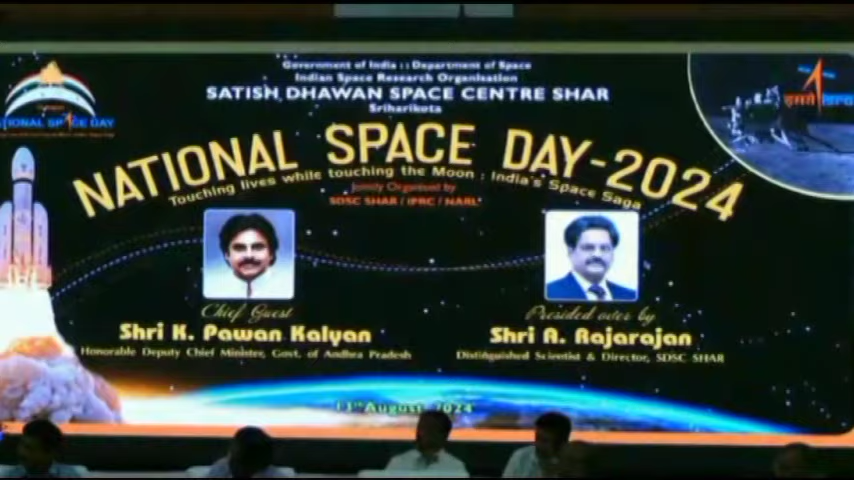 Government of India :: Department of Space
Indian Space Research Organisation
SATISH DHAWAN SPACE CENTRE SHAR
Sriharikota
NATIONAL SPACE DAY
इसरो isro
NATIONAL SPACE DAY-2024
Touching lives while touching the Moon : India's Space Saga
Jointly Organised by
SDSC SHAR / IPRC / NARL
Chief Guest
Shri K. Pawan Kalyan
Honorable Deputy Chief Minister, Govt. of Andhra Pradesh
Presided over by
Shri A. Rajarajan
Distinguished Scientist & Director, SDSC SHAR
13th August, 2024